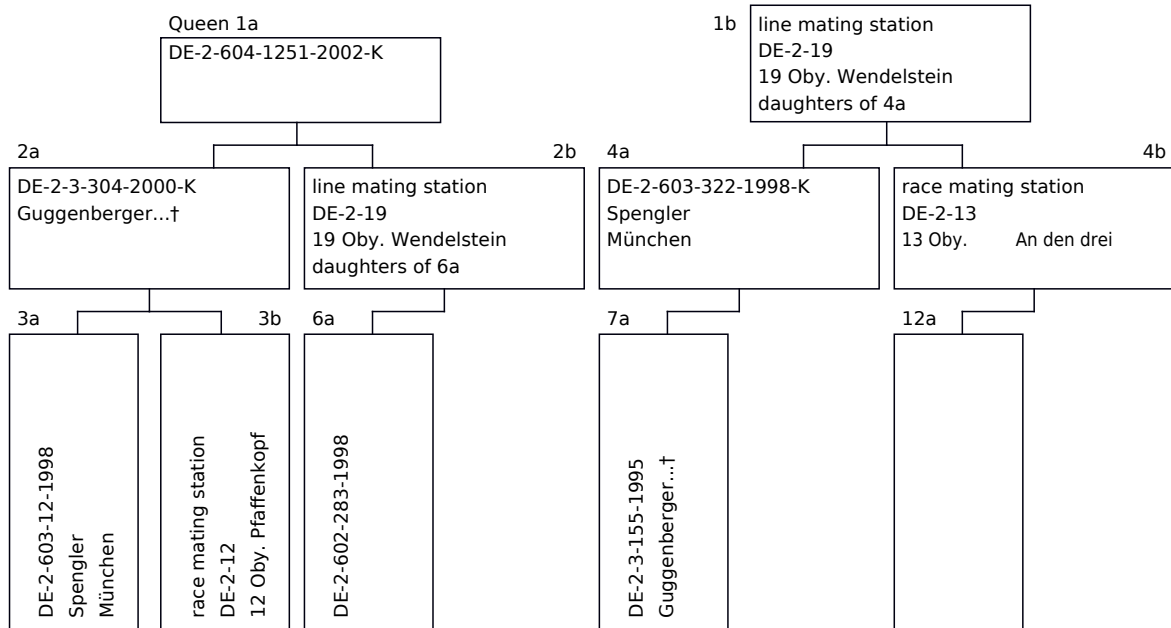 Queen 1a
DE-2-604-1251-2002-K
1b
line mating station
DE-2-19
19 Oby. Wendelstein
daughters of 4a
2a
DE-2-3-304-2000-K
Guggenberger...†
2b
line mating station
DE-2-19
19 Oby. Wendelstein
daughters of 6a
4a
DE-2-603-322-1998-K
Spengler
München
4b
race mating station
DE-2-13
13 Oby. An den drei
3a
DE-2-603-12-1998
Spengler
München
3b
race mating station
DE-2-12
12 Oby. Pfaffenkopf
6a
DE-2-602-283-1998
7a
DE-2-3-155-1995
Guggenberger...†
12a